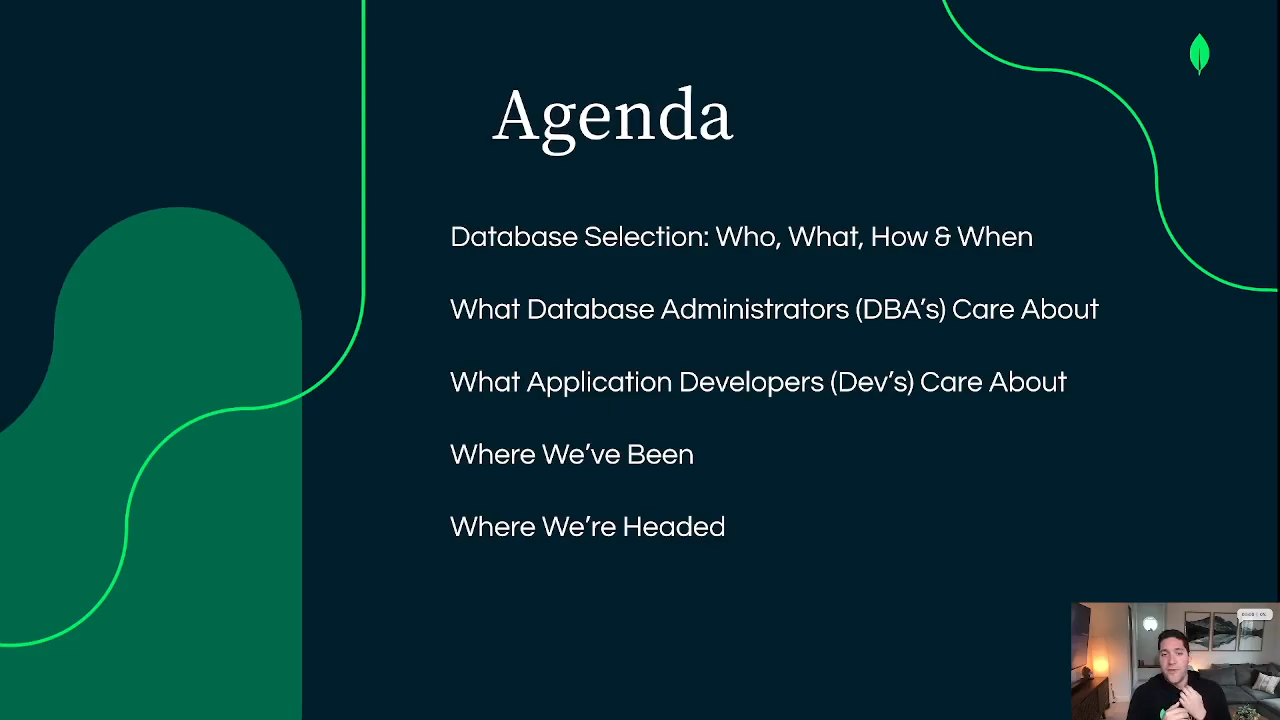 Agenda
Database Selection: Who, What, How & When
What Database Administrators (DBA’s) Care About
What Application Developers (Dev’s) Care About
Where We’ve Been
Where We’re Headed